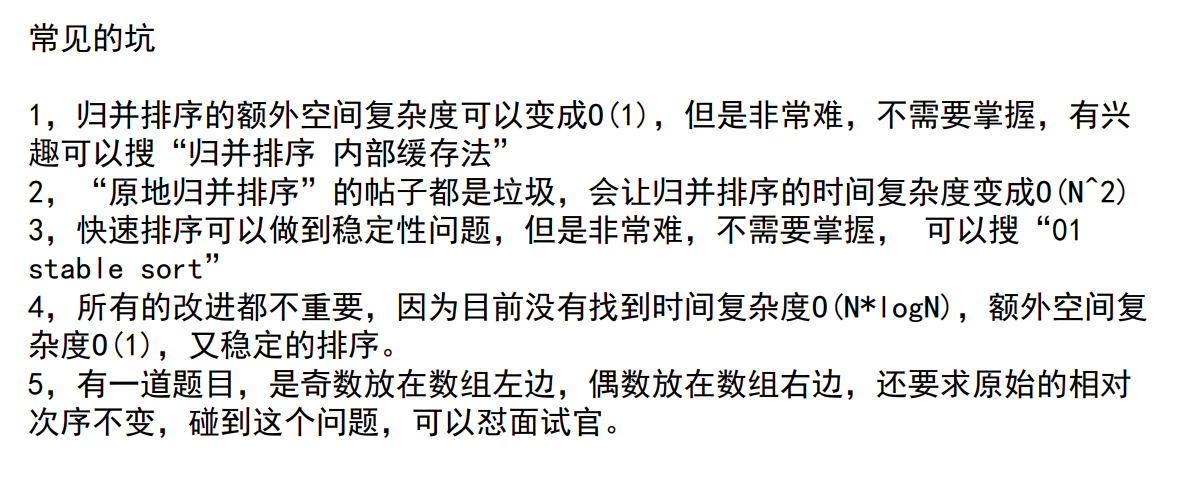 常见的坑
1，归并排序的额外空间复杂度可以变成O(1)，但是非常难，不需要掌握，有兴
趣可以搜“归并排序 内部缓存法”
2，“原地归并排序”的帖子都是垃圾，会让归并排序的时间复杂度变成O(N^2)
3，快速排序可以做到稳定性问题，但是非常难，不需要掌握， 可以搜“01
stable sort”
4，所有的改进都不重要，因为目前没有找到时间复杂度O(N*logN)，额外空间复
杂度O(1)，又稳定的排序。
5，有一道题目，是奇数放在数组左边，偶数放在数组右边，还要求原始的相对
次序不变，碰到这个问题，可以怼面试官。